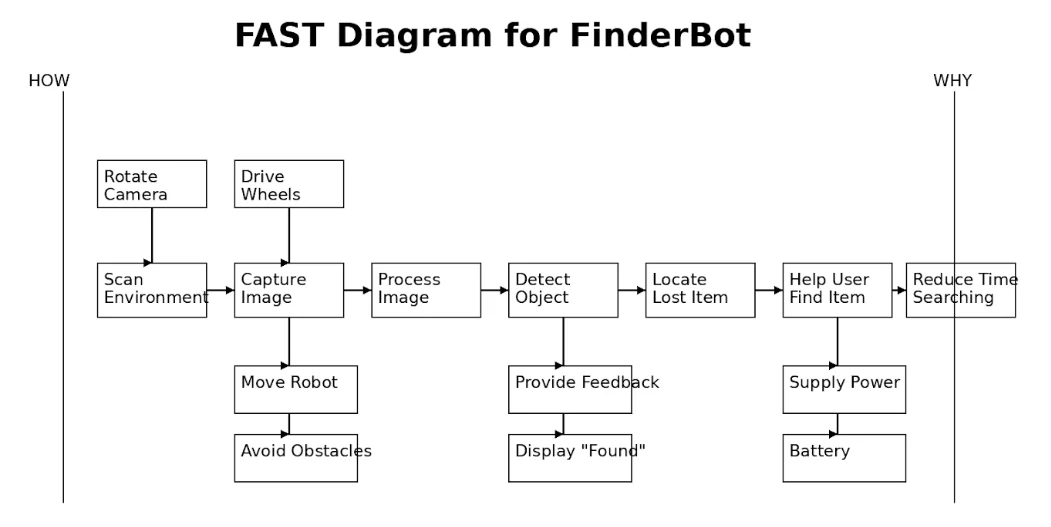 FAST Diagram for FinderBot
HOW
WHY
Rotate
Camera
Drive
Wheels
Scan
Environment
Capture
Image
Process
Image
Detect
Object
Locate
Lost Item
Help User
Find Item
Reduce Time
Searching
Move Robot
Provide Feedback
Supply Power
Avoid Obstacles
Display "Found"
Battery